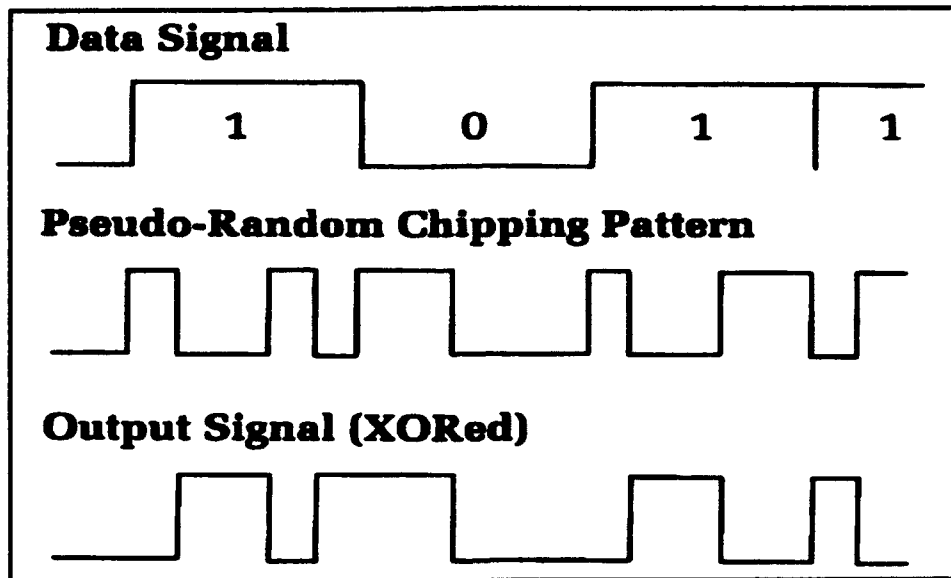 Data Signal
1 0 1 1
Pseudo-Random Chipping Pattern
Output Signal (XORed)